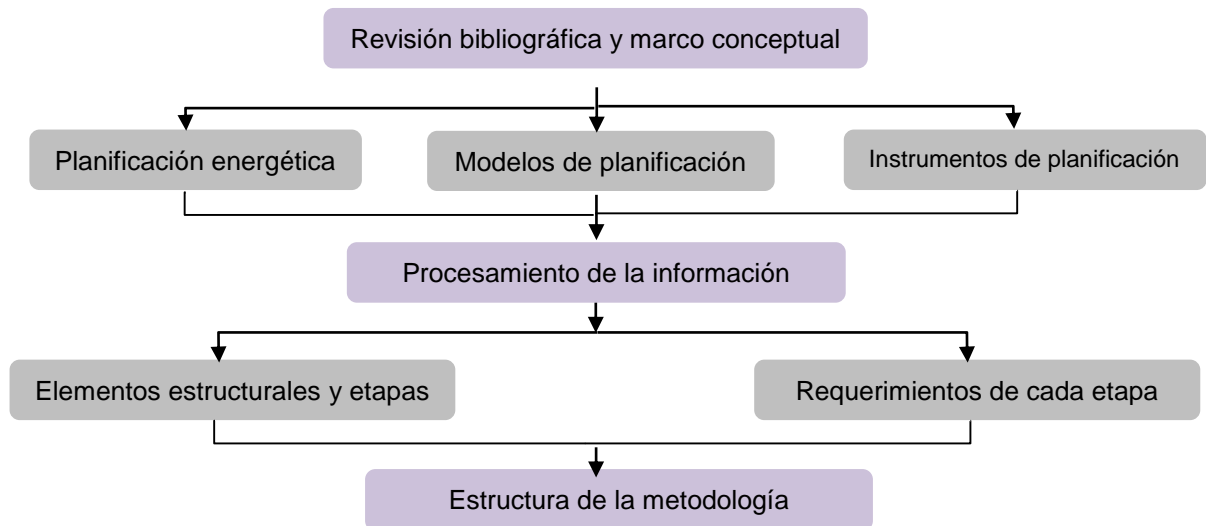 Revisión bibliográfica y marco conceptual
Planificación energética
Modelos de planificación
Instrumentos de planificación
Procesamiento de la información
Elementos estructurales y etapas
Requerimientos de cada etapa
Estructura de la metodología